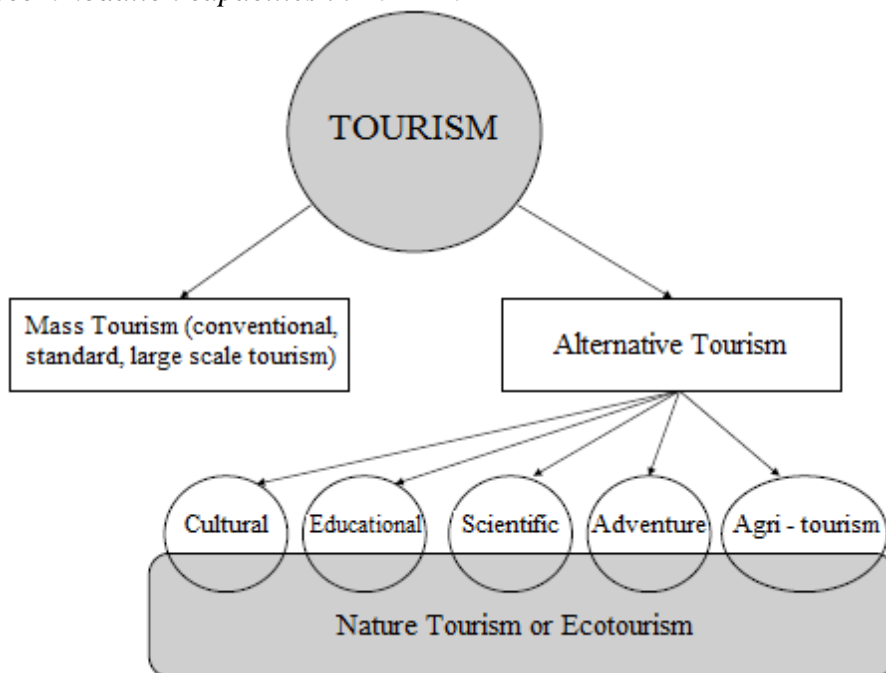 TOURISM
Mass Tourism (conventional,
standard, large scale tourism)
Alternative Tourism
Cultural
Educational
Scientific
Adventure
Agri - tourism
Nature Tourism or Ecotourism